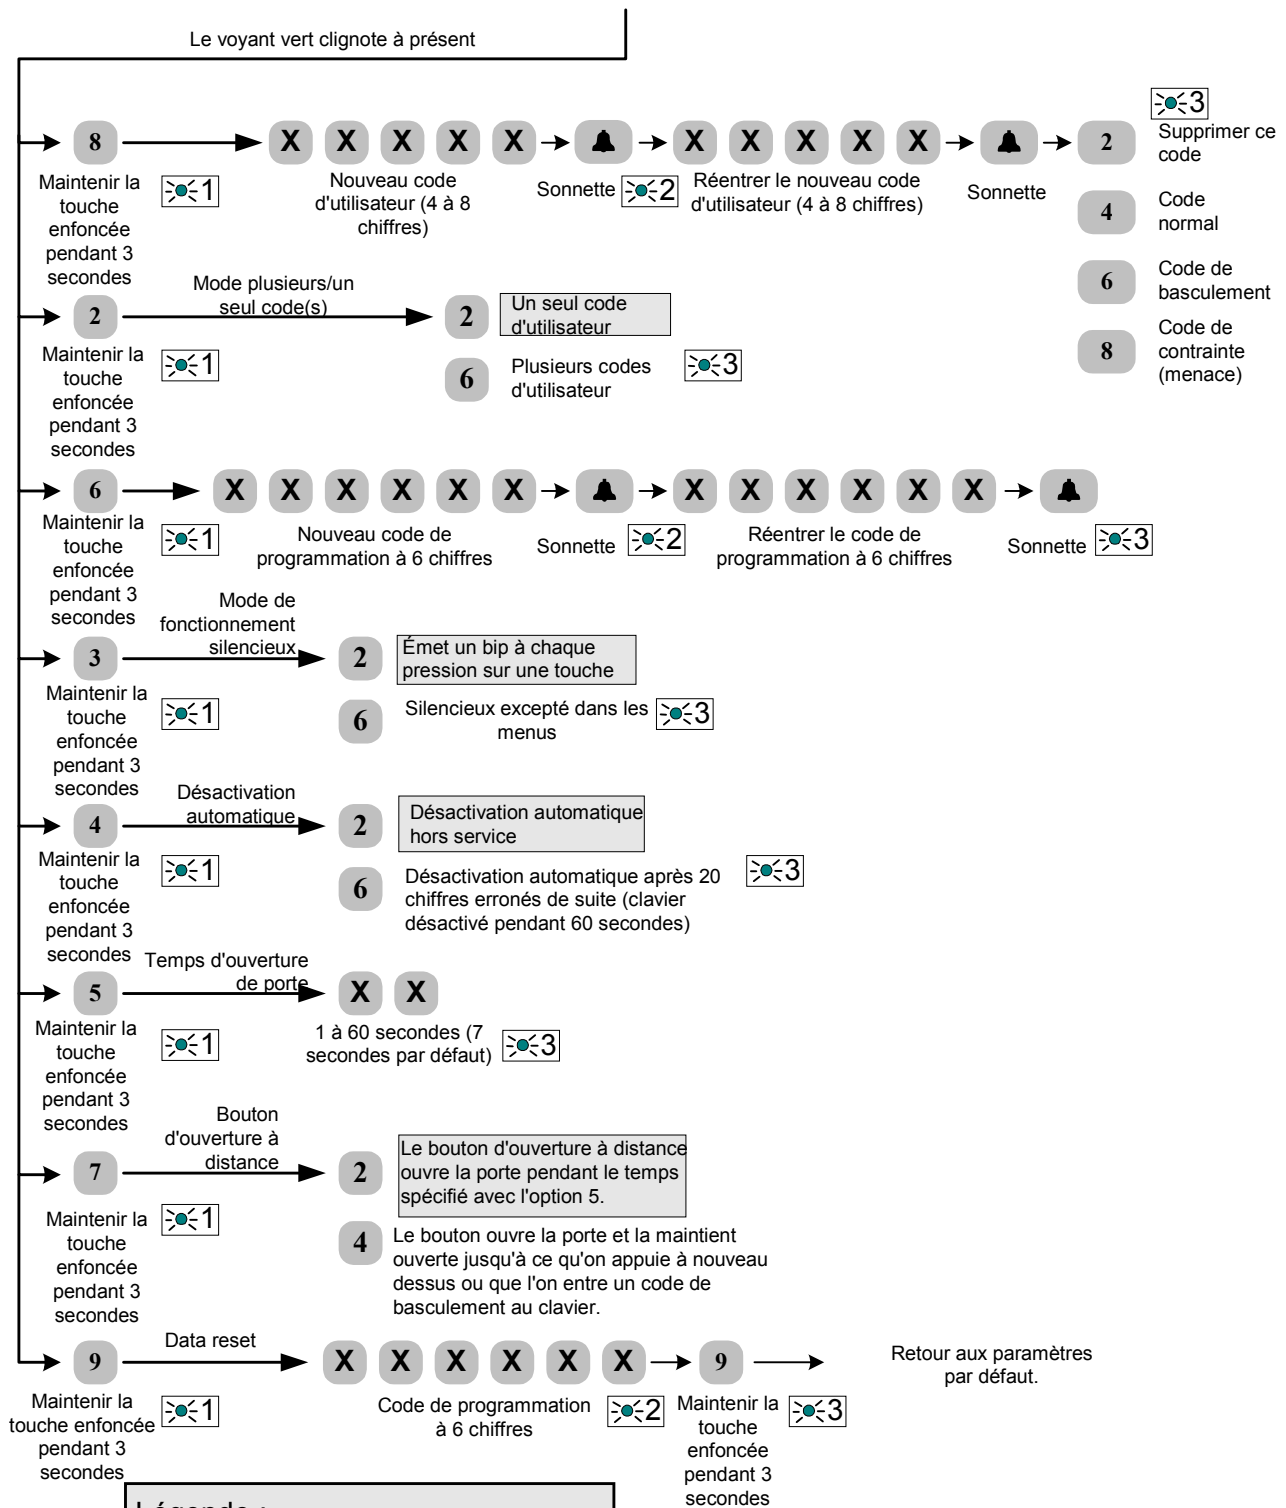 Le voyant vert clignote à présent
8
X X X X X
X X X X X
2
3
Supprimer ce
code
Maintenir la
touche
enfoncée
pendant 3
secondes
1
Nouveau code
d'utilisateur (4 à 8
chiffres)
Sonnette
2
Réentrer le nouveau code
d'utilisateur (4 à 8 chiffres)
Sonnette
4
Code
normal
6
Code de
basculement
8
Code de
contrainte
(menace)
2
Mode plusieurs/un
seul code(s)
2
Un seul code
d'utilisateur
Maintenir la
touche
enfoncée
pendant 3
secondes
1
6
Plusieurs codes
d'utilisateur
3
6
X X X X X X
X X X X X X
Maintenir la
touche
enfoncée
pendant 3
secondes
1
Nouveau code de
programmation à 6 chiffres
Sonnette
2
Réentrer le code de
programmation à 6 chiffres
Sonnette
3
3
Mode de
fonctionnement
silencieux
2
Émet un bip à chaque
pression sur une touche
Maintenir la
touche
enfoncée
pendant 3
secondes
1
6
Silencieux excepté dans les
menus
3
4
Désactivation
automatique
2
Désactivation automatique
hors service
Maintenir la
touche
enfoncée
pendant 3
secondes
1
6
Désactivation automatique après 20
chiffres erronés de suite (clavier
désactivé pendant 60 secondes)
3
5
Temps d'ouverture
de porte
X X
Maintenir la
touche
enfoncée
pendant 3
secondes
1
1 à 60 secondes (7
secondes par défaut)
3
7
Bouton
d'ouverture à
distance
2
Le bouton d'ouverture à distance
ouvre la porte pendant le temps
spécifié avec l'option 5.
Maintenir la
touche
enfoncée
pendant 3
secondes
1
4
Le bouton ouvre la porte et la maintient
ouverte jusqu'à ce qu'on appuie à nouveau
dessus ou que l'on entre un code de
basculement au clavier.
9
Data reset
X X X X X X
9
Retour aux paramètres
par défaut.
Maintenir la
touche enfoncée
pendant 3
secondes
1
Code de programmation
à 6 chiffres
2
Maintenir la
touche
enfoncée
pendant 3
secondes
3
Légende :